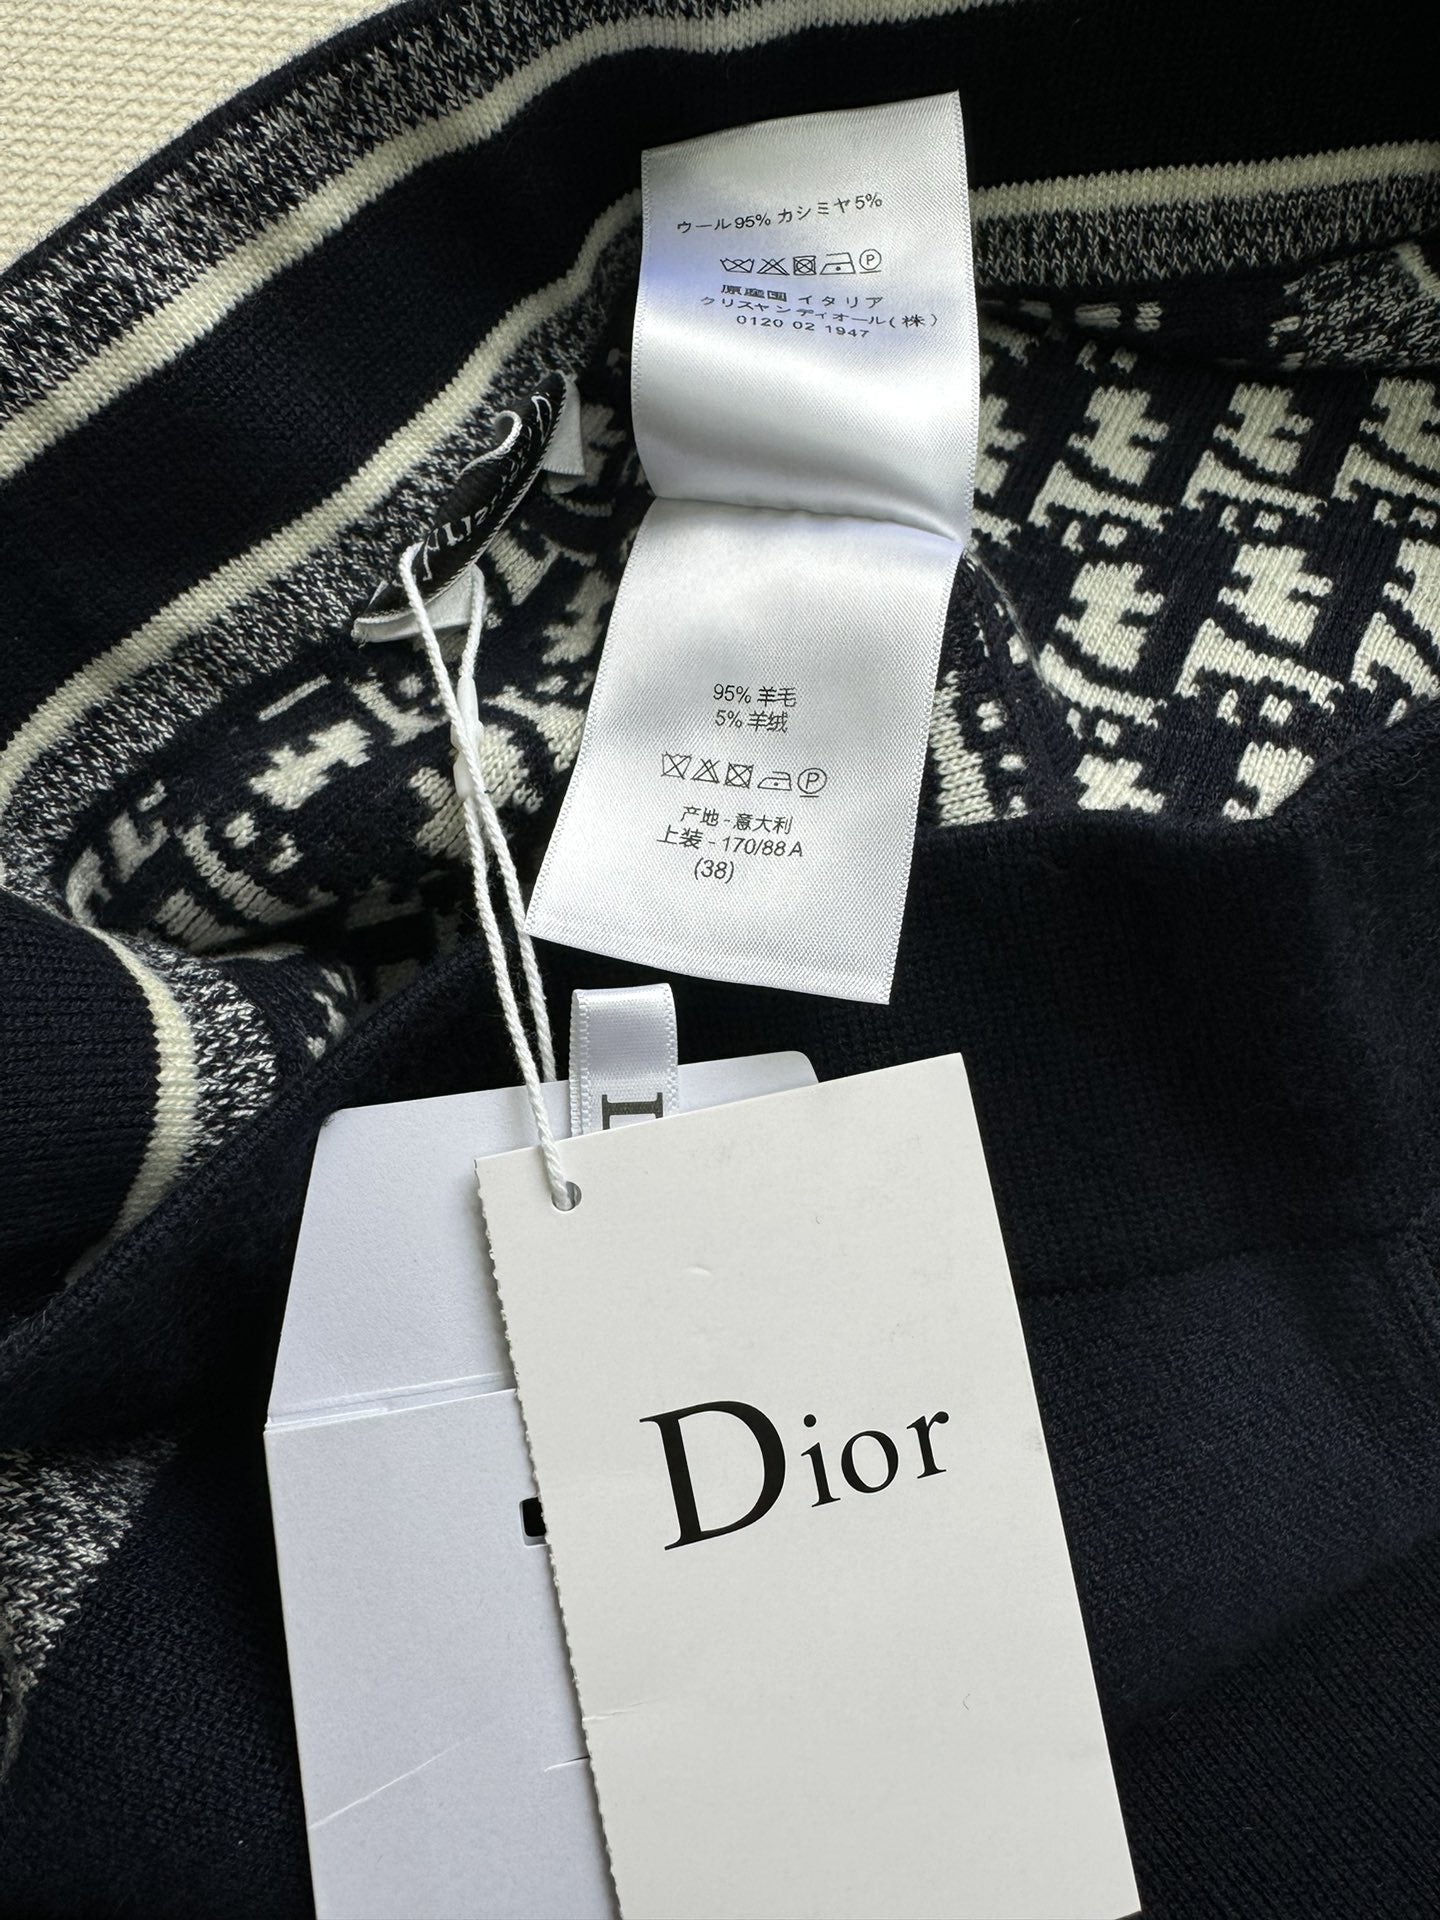 ウール95% カシミヤ5%
P
原産国 イタリア
クリスャンディオール(株)
0120 02 1947
95% 羊毛
5% 羊绒
P
产地 - 意大利
上装 - 170/88 A
(38)
Dior